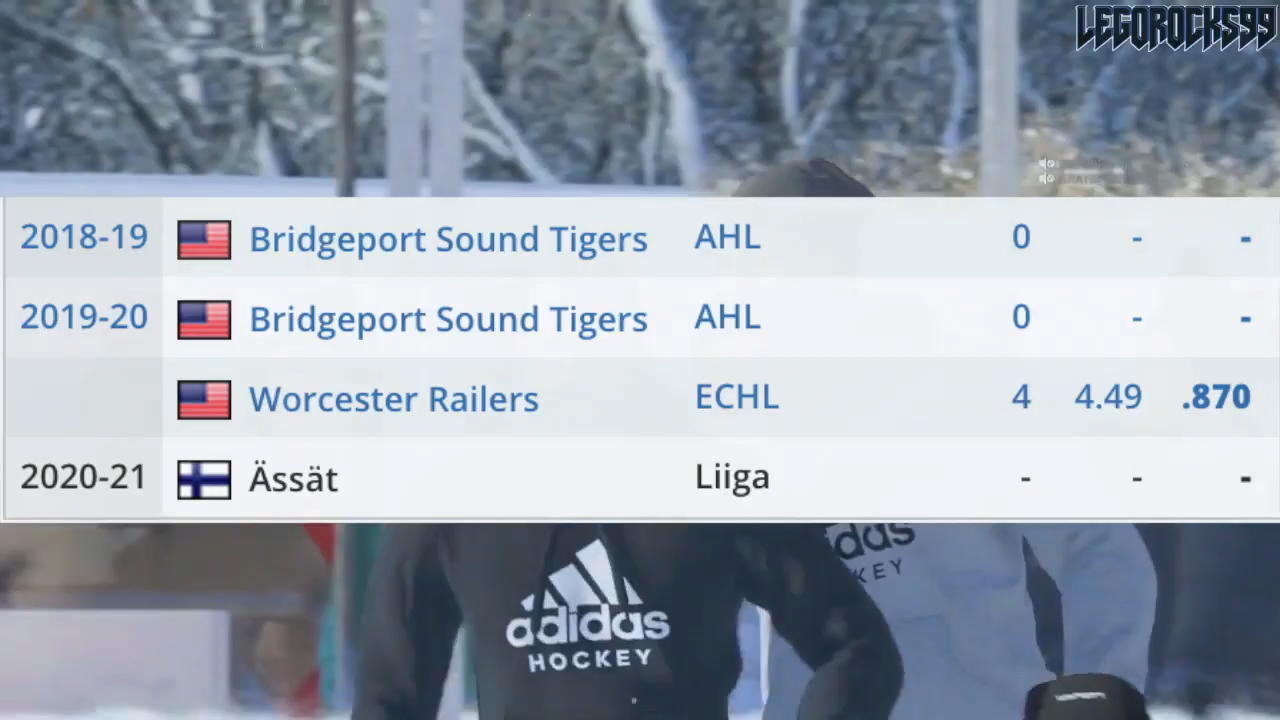 LEGOROCKS99
2018-19 Bridgeport Sound Tigers AHL 0 - -
2019-20 Bridgeport Sound Tigers AHL 0 - -
Worcester Railers ECHL 4 4.49 .870
2020-21 Ässät Liiga - - -
adidas
HOCKEY
das
KEY